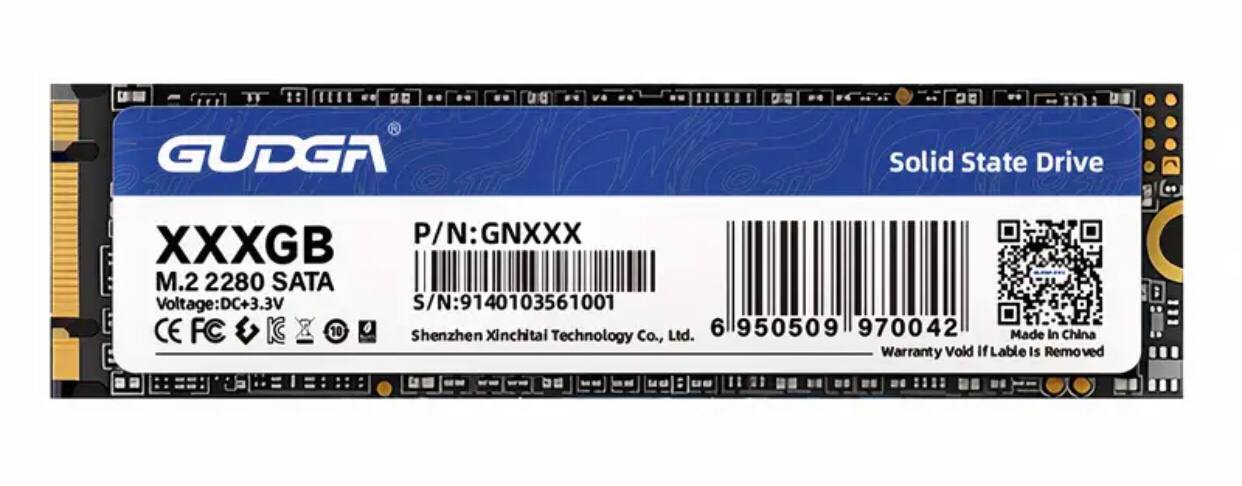 GUDGA®
Solid State Drive
XXXGB
M.2 2280 SATA
Voltage:DC+3.3V
P/N:GNXXX
S/N:9140103561001
Shenzhen Xinchitai Technology Co., Ltd.
6 950509 970042
Made In China
Warranty Void if Lable Is Removed